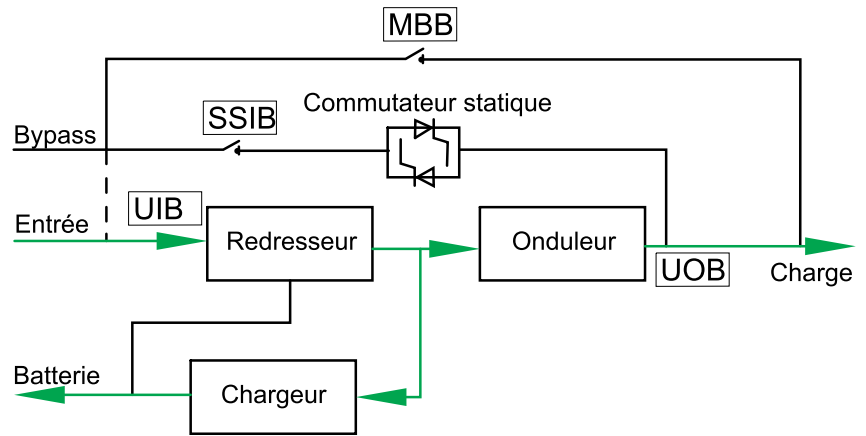 MBB
Commutateur statique
SSIB
Bypass
UIB
Entrée
Redresseur
Onduleur
UOB
Charge
Batterie
Chargeur